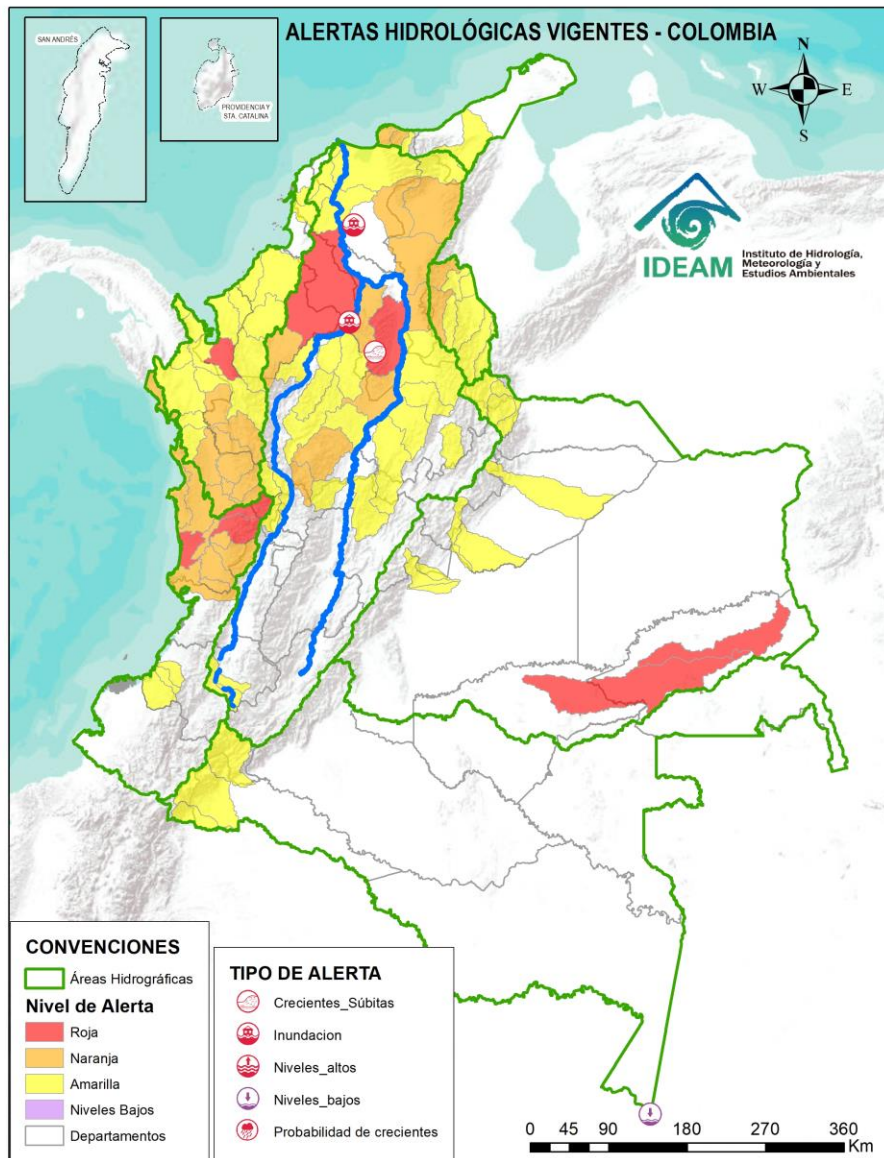 ALERTAS HIDROLÓGICAS VIGENTES - COLOMBIA
SAN ANDRÉS
PROVIDENCIA Y
STA. CATALINA
N
W
E
S
IDEAM
Instituto de Hidrología,
Meteorología y
Estudios Ambientales
CONVENCIONES
Áreas Hidrográficas
Nivel de Alerta
Roja
Naranja
Amarilla
Niveles Bajos
Departamentos
TIPO DE ALERTA
Crecientes_Súbitas
Inundacion
Niveles_altos
Niveles_bajos
Probabilidad de crecientes
0 45 90 180 270 360
Km